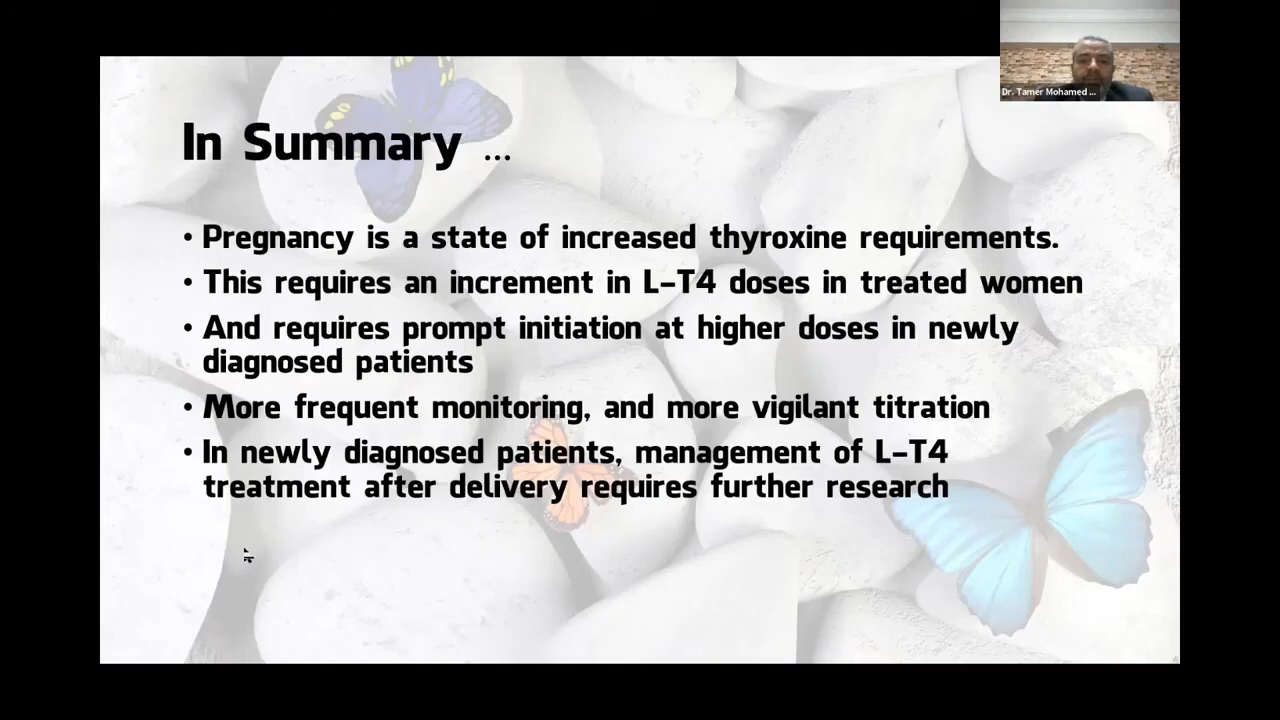 Dr. Tamer Mohamed ...
In Summary ...
• Pregnancy is a state of increased thyroxine requirements.
• This requires an increment in L-T4 doses in treated women
• And requires prompt initiation at higher doses in newly
diagnosed patients
• More frequent monitoring, and more vigilant titration
• In newly diagnosed patients, management of L-T4
treatment after delivery requires further research